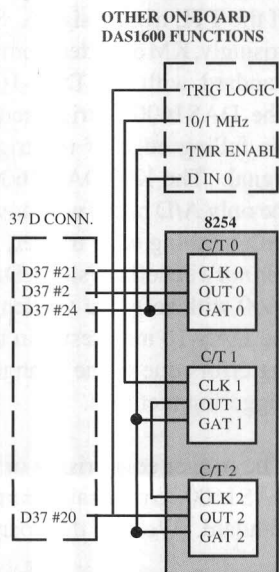 OTHER ON-BOARD
DAS1600 FUNCTIONS
TRIG LOGIC
10/1 MHz
TMR ENABL
D IN 0
37 D CONN.
8254
C/T 0
D37 #21
CLK 0
D37 #2
OUT 0
D37 #24
GAT 0
C/T 1
CLK 1
OUT 1
GAT 1
C/T 2
CLK 2
D37 #20
OUT 2
GAT 2